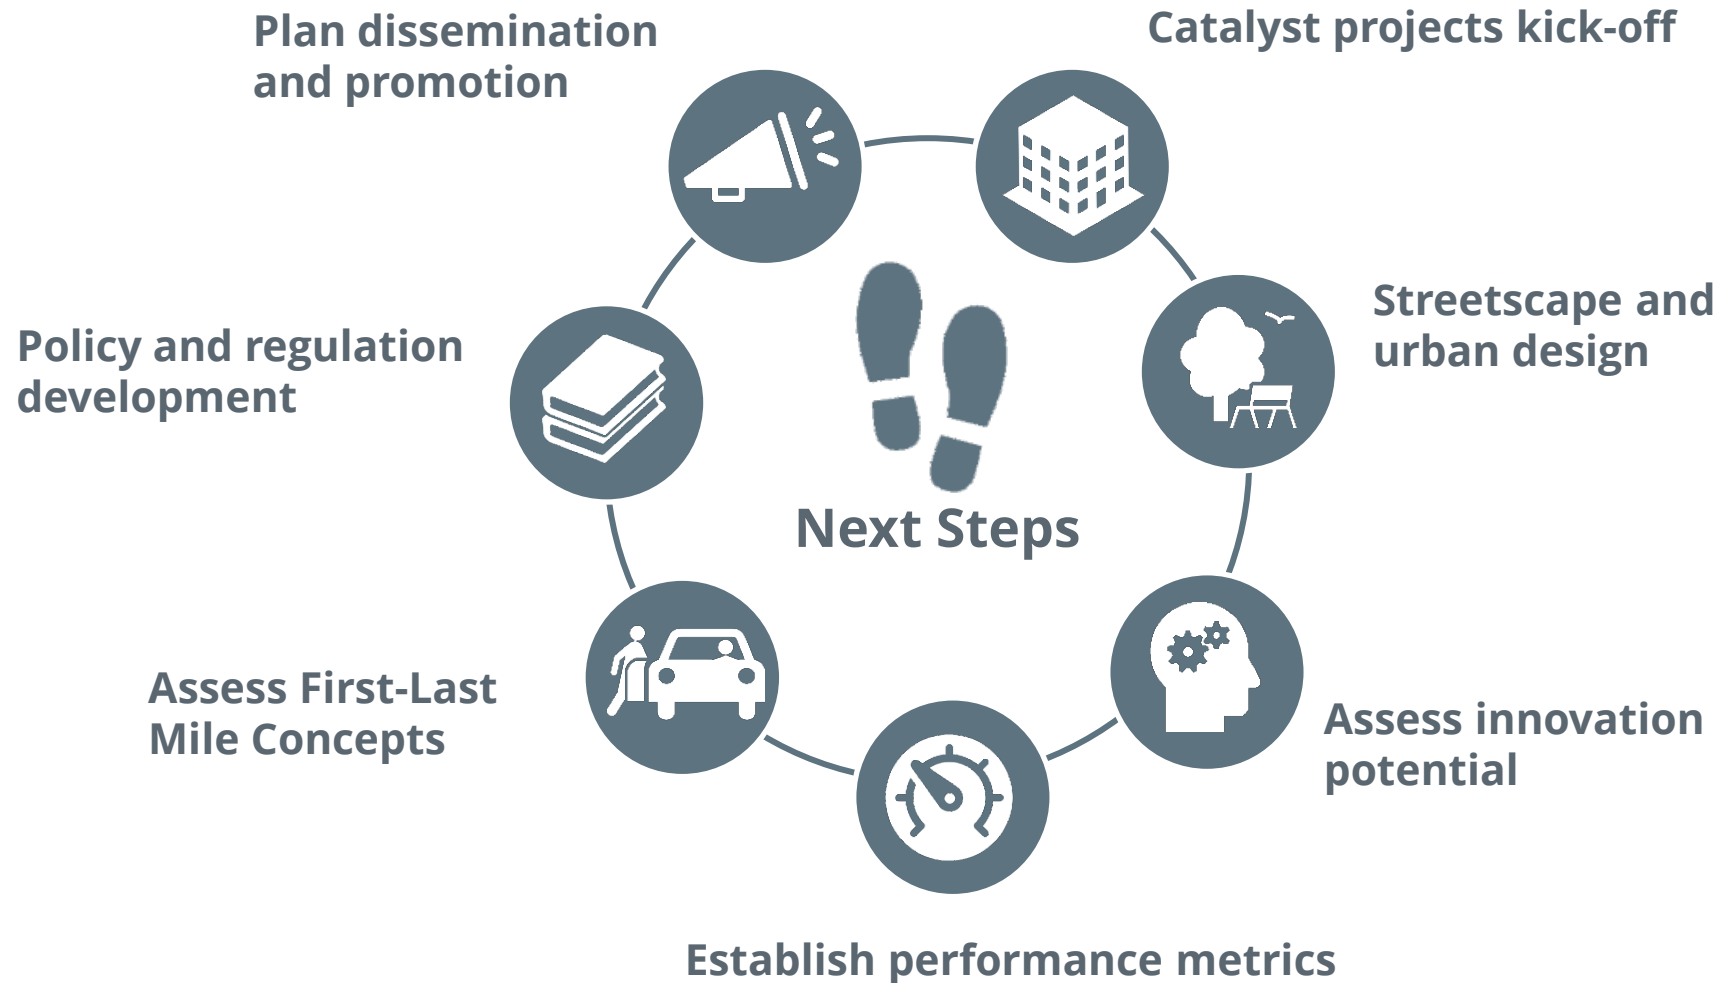 Plan dissemination
and promotion
Catalyst projects kick-off
Streetscape and
urban design
Policy and regulation
development
Next Steps
Assess First-Last
Mile Concepts
Assess innovation
potential
Establish performance metrics